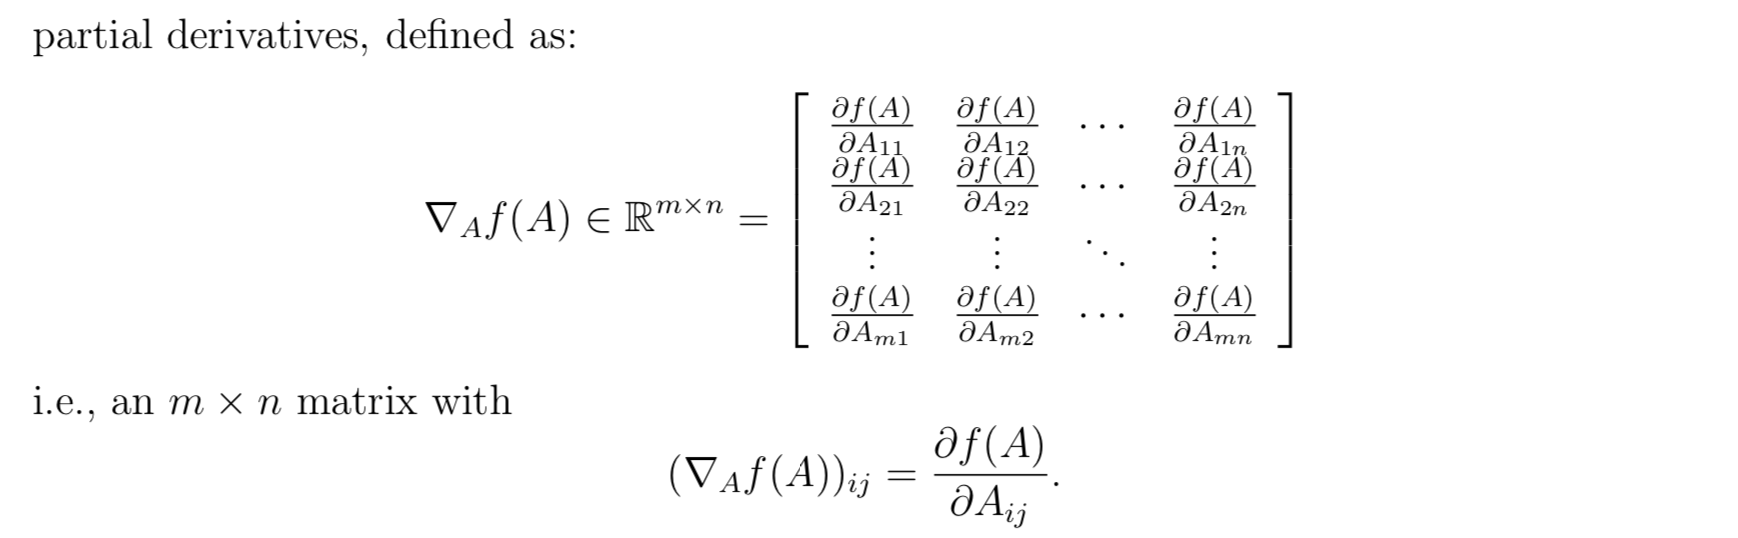 partial derivatives, defined as:
$$\nabla_A f(A) \in \mathbb{R}^{m \times n} = \begin{bmatrix} \frac{\partial f(A)}{\partial A_{11}} & \frac{\partial f(A)}{\partial A_{12}} & \cdots & \frac{\partial f(A)}{\partial A_{1n}} \\ \frac{\partial f(A)}{\partial A_{21}} & \frac{\partial f(A)}{\partial A_{22}} & \cdots & \frac{\partial f(A)}{\partial A_{2n}} \\ \vdots & \vdots & \ddots & \vdots \\ \frac{\partial f(A)}{\partial A_{m1}} & \frac{\partial f(A)}{\partial A_{m2}} & \cdots & \frac{\partial f(A)}{\partial A_{mn}} \end{bmatrix}$$
i.e., an $m \times n$ matrix with
$$(\nabla_A f(A))_{ij} = \frac{\partial f(A)}{\partial A_{ij}}.$$